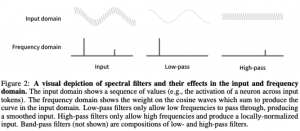 Input domain
Frequency domain
Input
Low-pass
High-pass
Figure 2: A visual depiction of spectral filters and their effects in the input and frequency
domain. The input domain shows a sequence of values (e.g., the activation of a neuron across input
tokens). The frequency domain shows the weight on the cosine waves which sum to produce the
curve in the input domain. Low-pass filters only allow low frequencies to pass through, producing
a smoothed input. High-pass filters only allow high frequencies and produce a locally-normalized
input. Band-pass filters (not shown) are compositions of low- and high-pass filters.